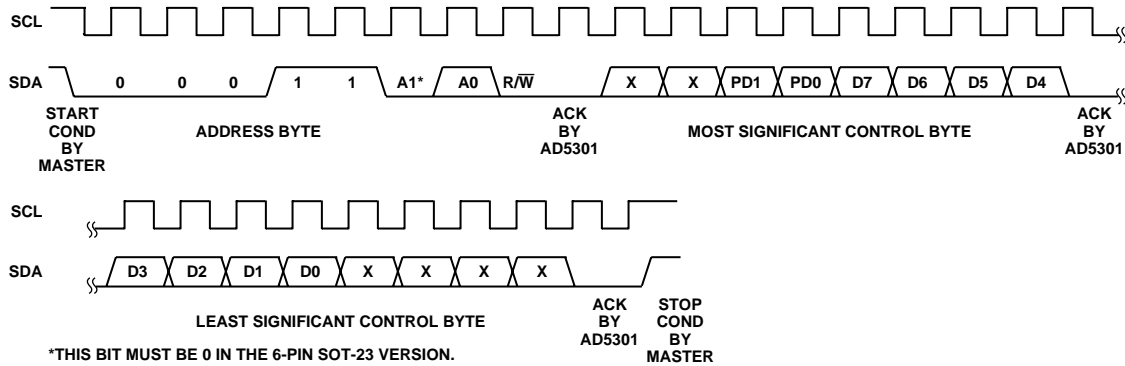 SCL
SDA 0 0 0 1 1 A1* A0 R/W̅ X X PD1 PD0 D7 D6 D5 D4
START
COND
BY
MASTER
ADDRESS BYTE
ACK
BY
AD5301
MOST SIGNIFICANT CONTROL BYTE
ACK
BY
AD5301
SCL
SDA D3 D2 D1 D0 X X X X
LEAST SIGNIFICANT CONTROL BYTE
ACK
BY
AD5301
STOP
COND
BY
MASTER
*THIS BIT MUST BE 0 IN THE 6-PIN SOT-23 VERSION.